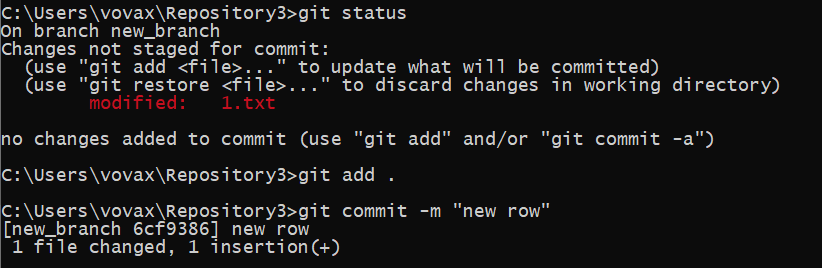 C:\Users\vovax\Repository3>git status
On branch new_branch
Changes not staged for commit:
  (use "git add <file>..." to update what will be committed)
  (use "git restore <file>..." to discard changes in working directory)
        modified:   1.txt

no changes added to commit (use "git add" and/or "git commit -a")

C:\Users\vovax\Repository3>git add .

C:\Users\vovax\Repository3>git commit -m "new row"
[new_branch 6cf9386] new row
 1 file changed, 1 insertion(+)